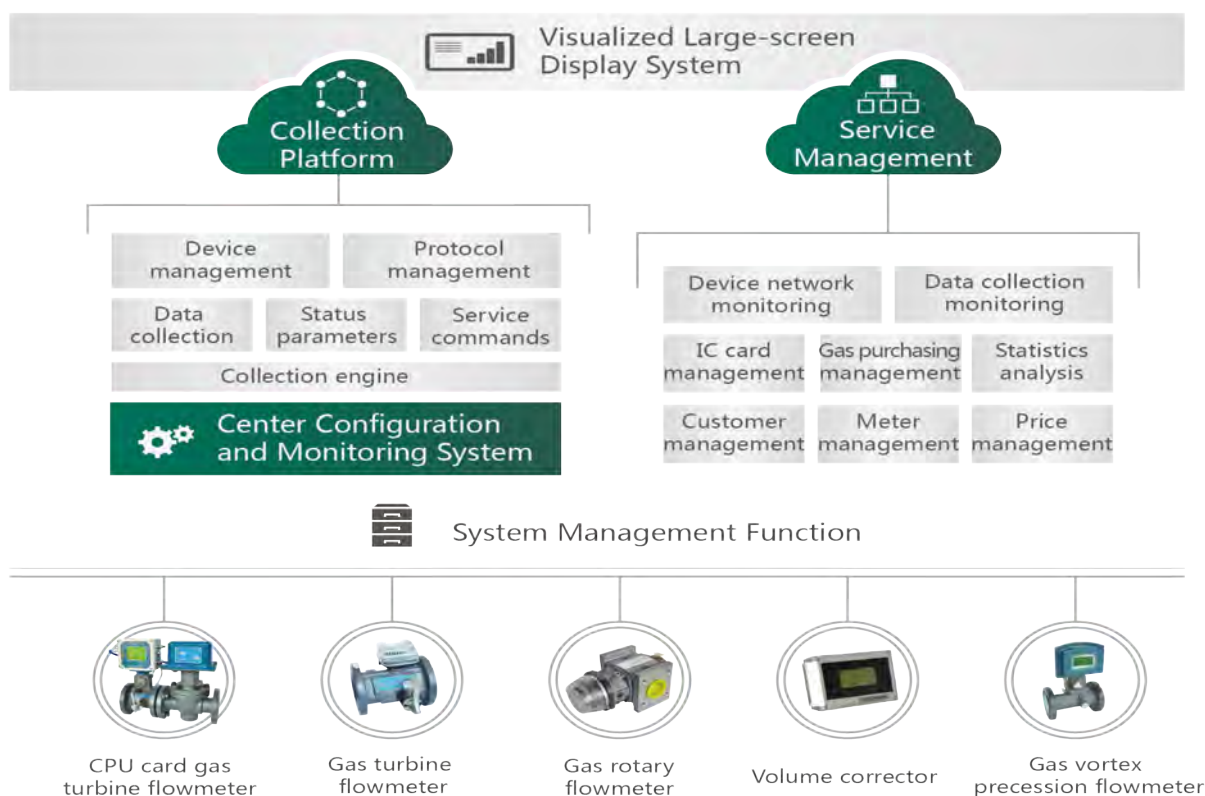 Visualized Large-screen
Display System
Collection
Platform
Service
Management
Device
management
Protocol
management
Data
collection
Status
parameters
Service
commands
Collection engine
Center Configuration
and Monitoring System
Device network
monitoring
Data collection
monitoring
IC card
management
Gas purchasing
management
Statistics
analysis
Customer
management
Meter
management
Price
management
System Management Function
CPU card gas
turbine flowmeter
Gas turbine
flowmeter
Gas rotary
flowmeter
Volume corrector
Gas vortex
precession flowmeter